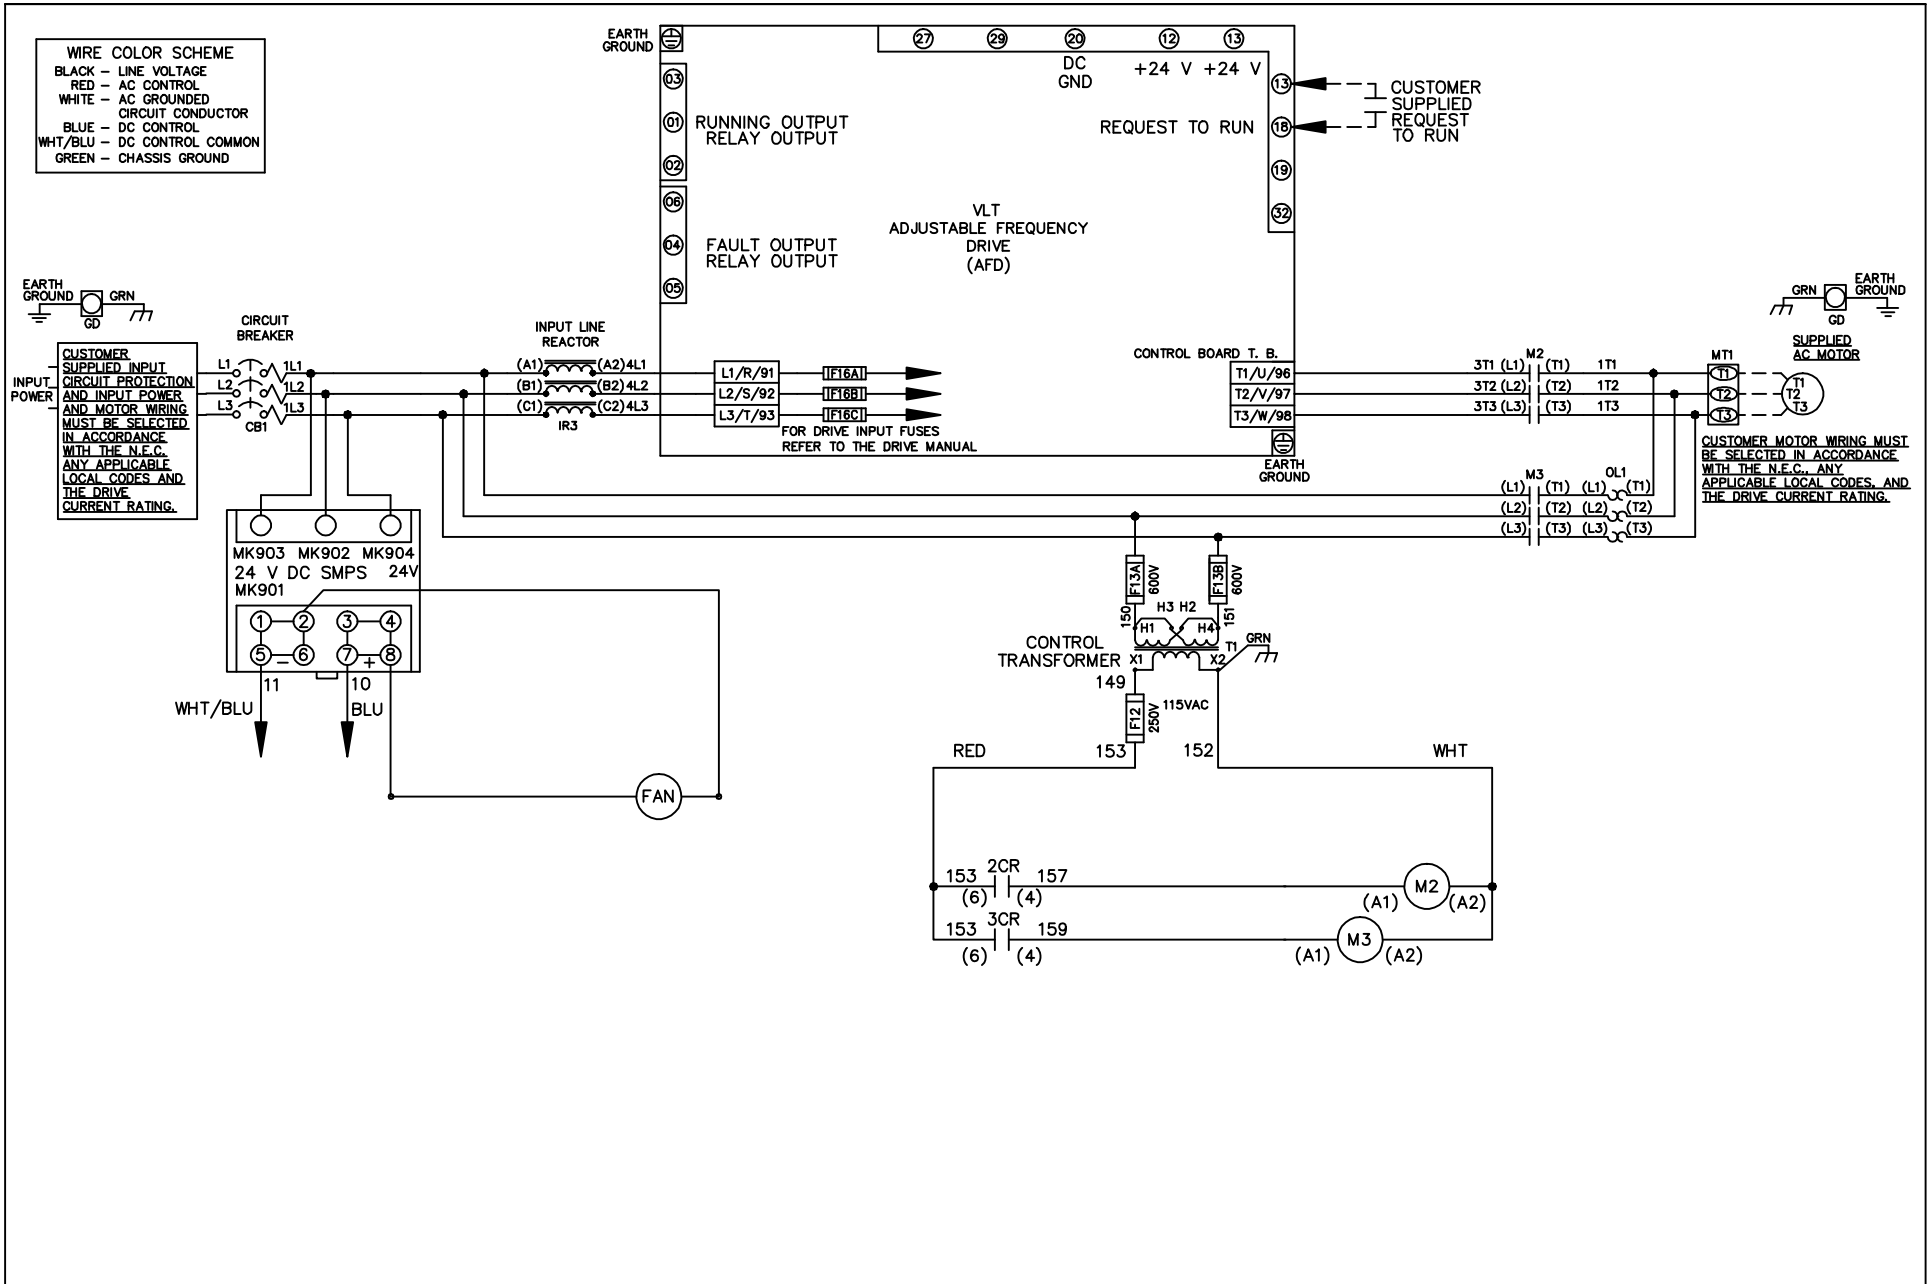 WIRE COLOR SCHEME
BLACK – LINE VOLTAGE
RED – AC CONTROL
WHITE – AC GROUNDED
CIRCUIT CONDUCTOR
BLUE – DC CONTROL
WHT/BLU – DC CONTROL COMMON
GREEN – CHASSIS GROUND
EARTH
GROUND
27 29 20 12 13
DC
GND
+24 V +24 V
03
01
02
RUNNING OUTPUT
RELAY OUTPUT
06
04
05
FAULT OUTPUT
RELAY OUTPUT
VLT
ADJUSTABLE FREQUENCY
DRIVE
(AFD)
REQUEST TO RUN
13
18
19
32
CUSTOMER
SUPPLIED
REQUEST
TO RUN
EARTH
GROUND
GRN
GD
INPUT
POWER
CUSTOMER
SUPPLIED INPUT
CIRCUIT PROTECTION
AND INPUT POWER
AND MOTOR WIRING
MUST BE SELECTED
IN ACCORDANCE
WITH THE N.E.C.
ANY APPLICABLE
LOCAL CODES AND
THE DRIVE
CURRENT RATING.
CIRCUIT
BREAKER
L1 1L1
L2 1L2
L3 1L3
CB1
INPUT LINE
REACTOR
(A1) (A2) 4L1
(B1) (B2) 4L2
(C1) (C2) 4L3
IR3
L1/R/91 F16A
L2/S/92 F16B
L3/T/93 F16C
FOR DRIVE INPUT FUSES
REFER TO THE DRIVE MANUAL
CONTROL BOARD T. B.
T1/U/96
T2/V/97
T3/W/98
EARTH
GROUND
M2
3T1 (L1) (T1) 1T1
3T2 (L2) (T2) 1T2
3T3 (L3) (T3) 1T3
M3 OL1
(L1) (T1) (L1) (T1)
(L2) (T2) (L2) (T2)
(L3) (T3) (L3) (T3)
MT1
T1
T2
T3
GRN
GD
EARTH
GROUND
SUPPLIED
AC MOTOR
T1
T2
T3
CUSTOMER MOTOR WIRING MUST
BE SELECTED IN ACCORDANCE
WITH THE N.E.C., ANY
APPLICABLE LOCAL CODES, AND
THE DRIVE CURRENT RATING.
MK903 MK902 MK904
24 V DC SMPS 24V
MK901
1 2 3 4
5 – 6 7 + 8
11 10
WHT/BLU BLU
FAN
F13A 600V
F13B 600V
150 151
H3 H2
H1 H4
CONTROL
TRANSFORMER
X1 X2 T1
GRN
149
F12 250V
115VAC
RED 153 152 WHT
153 2CR 157
(6) (4)
M2
(A1) (A2)
153 3CR 159
(6) (4)
M3
(A1) (A2)